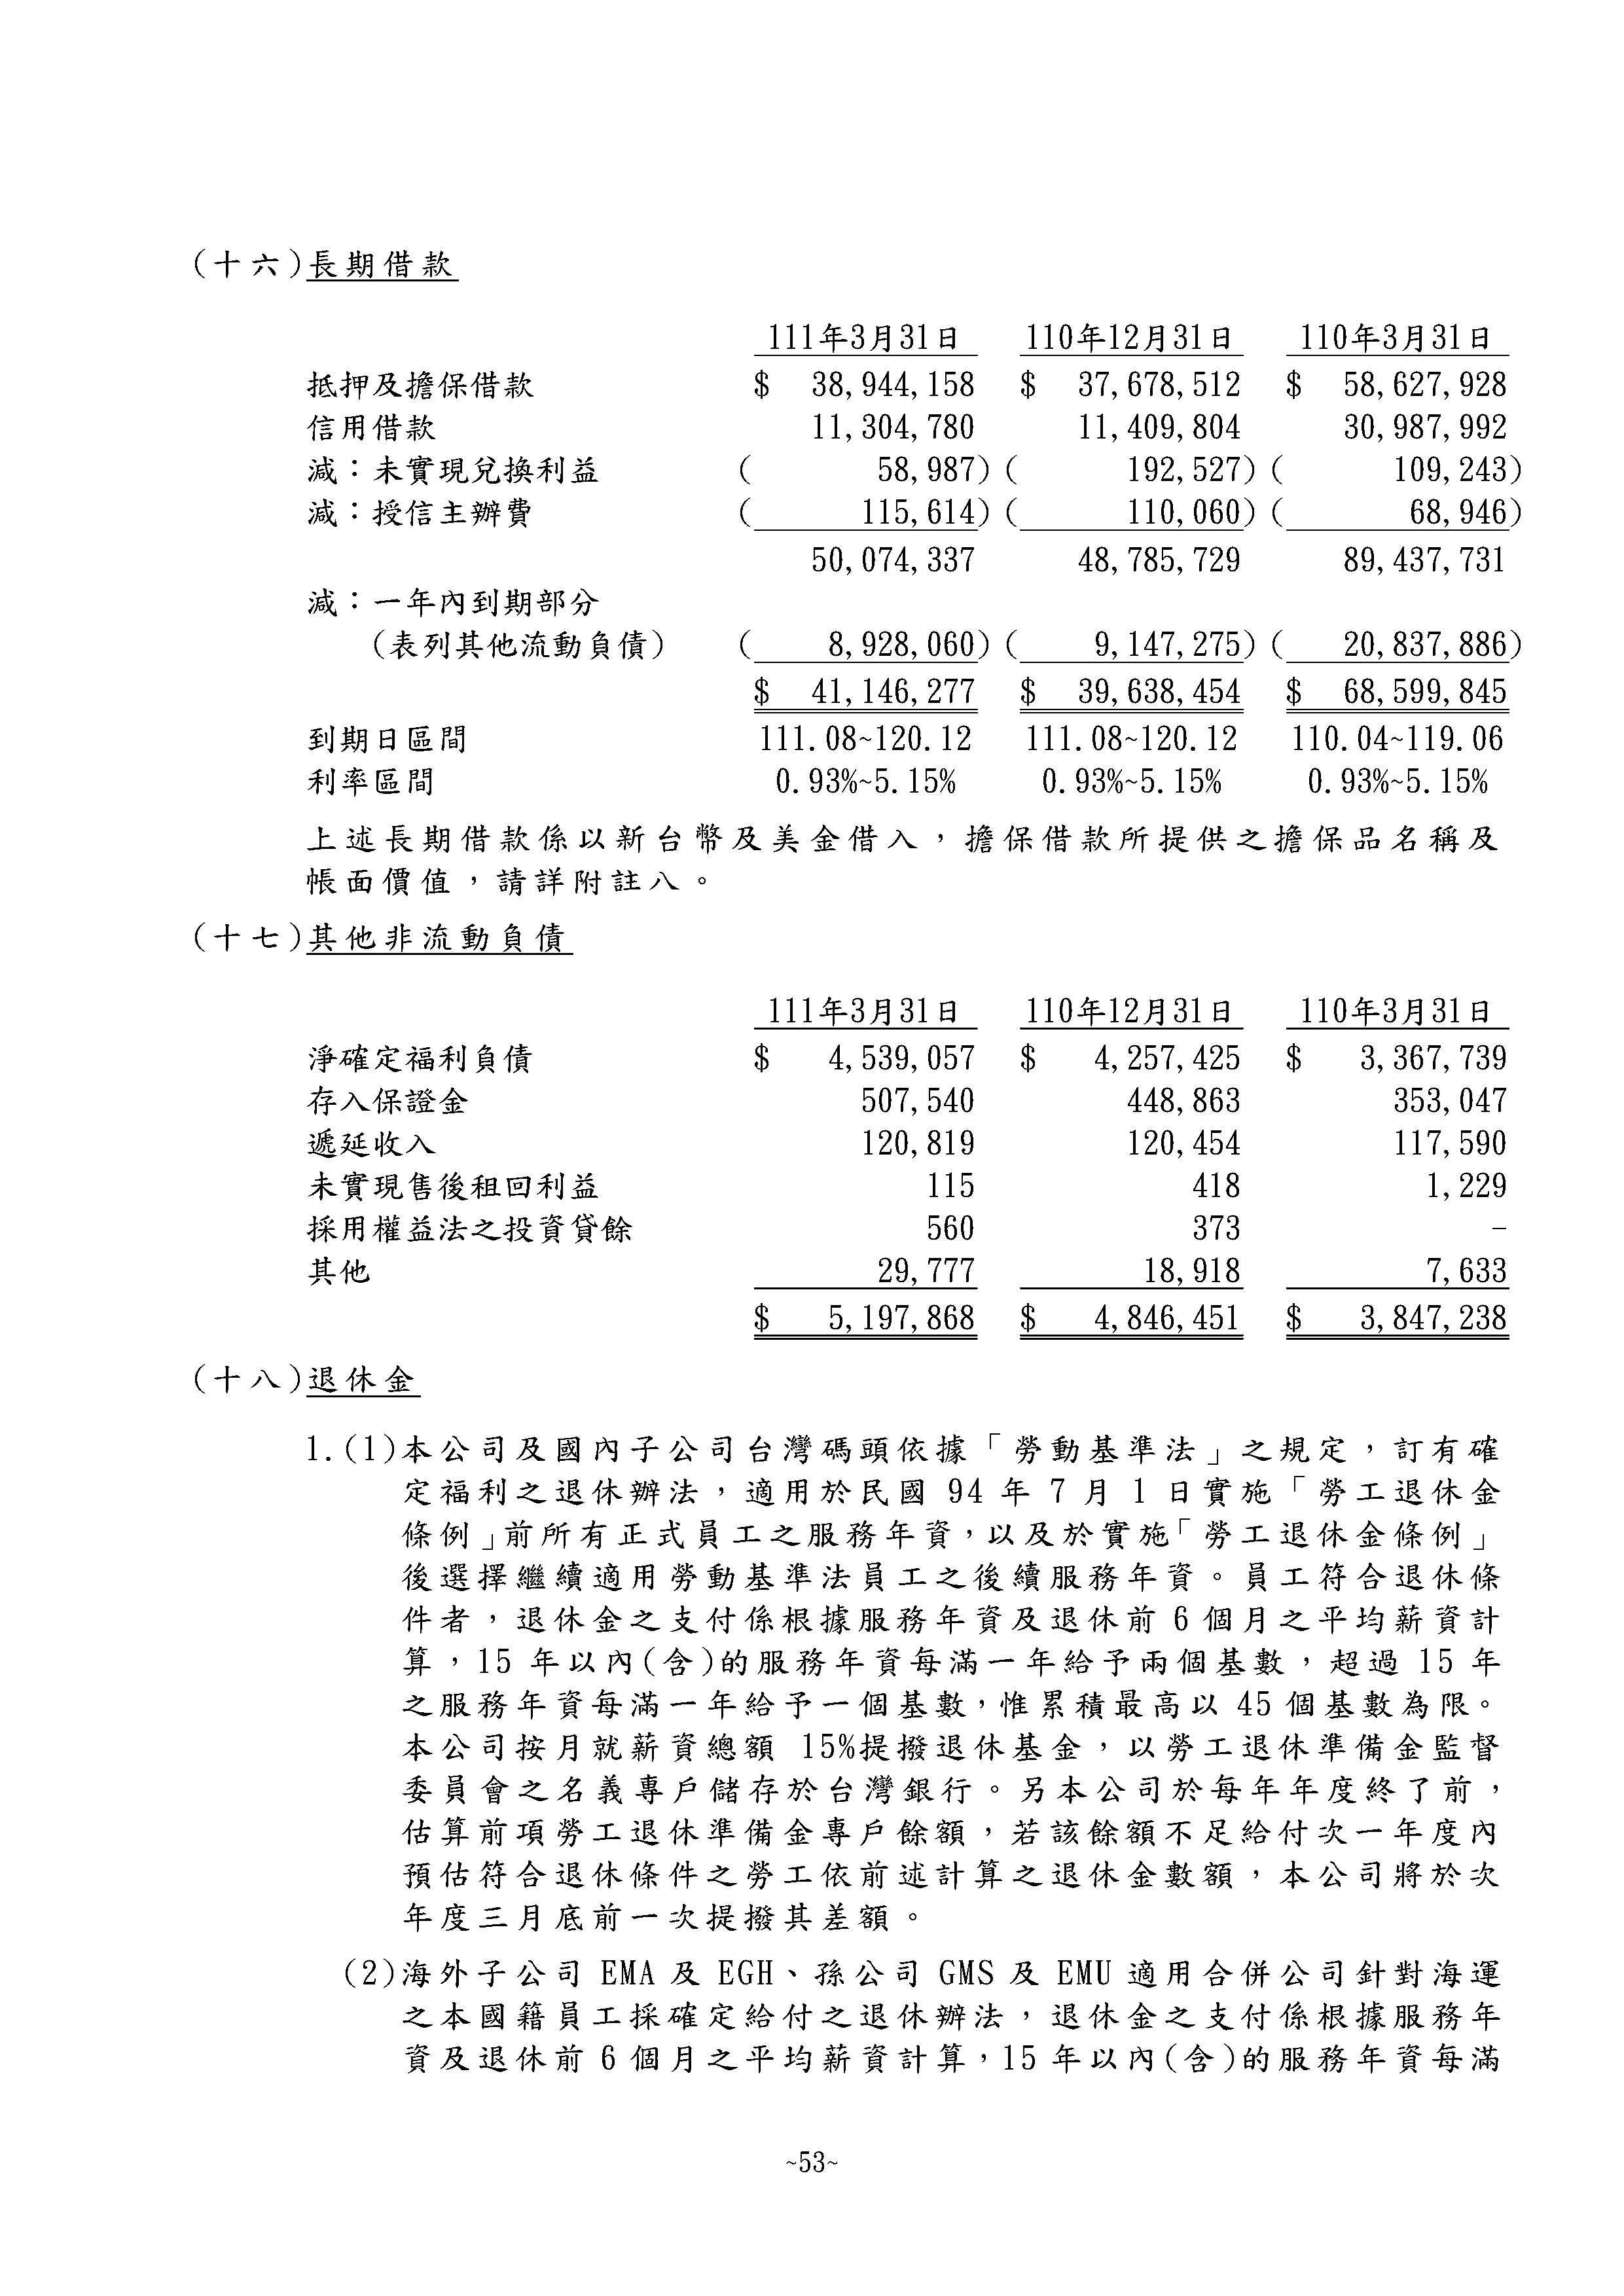 (十六)長期借款
111年3月31日 110年12月31日 110年3月31日
抵押及擔保借款 $ 38,944,158 $ 37,678,512 $ 58,627,928
信用借款 11,304,780 11,409,804 30,987,992
減：未實現兌換利益 ( 58,987) ( 192,527) ( 109,243)
減：授信主辦費 ( 115,614) ( 110,060) ( 68,946)
50,074,337 48,785,729 89,437,731
減：一年內到期部分
（表列其他流動負債） ( 8,928,060) ( 9,147,275) ( 20,837,886)
$ 41,146,277 $ 39,638,454 $ 68,599,845
到期日區間 111.08~120.12 111.08~120.12 110.04~119.06
利率區間 0.93%~5.15% 0.93%~5.15% 0.93%~5.15%
上述長期借款係以新台幣及美金借入，擔保借款所提供之擔保品名稱及
帳面價值，請詳附註八。
(十七)其他非流動負債
111年3月31日 110年12月31日 110年3月31日
淨確定福利負債 $ 4,539,057 $ 4,257,425 $ 3,367,739
存入保證金 507,540 448,863 353,047
遞延收入 120,819 120,454 117,590
未實現售後租回利益 115 418 1,229
採用權益法之投資貸餘 560 373 -
其他 29,777 18,918 7,633
$ 5,197,868 $ 4,846,451 $ 3,847,238
(十八)退休金
1.(1)本公司及國內子公司台灣碼頭依據「勞動基準法」之規定，訂有確
定福利之退休辦法，適用於民國 94 年 7 月 1 日實施「勞工退休金
條例」前所有正式員工之服務年資，以及於實施「勞工退休金條例」
後選擇繼續適用勞動基準法員工之後續服務年資。員工符合退休條
件者，退休金之支付係根據服務年資及退休前 6 個月之平均薪資計
算，15 年以內(含)的服務年資每滿一年給予兩個基數，超過 15 年
之服務年資每滿一年給予一個基數，惟累積最高以 45 個基數為限。
本公司按月就薪資總額 15%提撥退休基金，以勞工退休準備金監督
委員會之名義專戶儲存於台灣銀行。另本公司於每年年度終了前，
估算前項勞工退休準備金專戶餘額，若該餘額不足給付次一年度內
預估符合退休條件之勞工依前述計算之退休金數額，本公司將於次
年度三月底前一次提撥其差額。
(2)海外子公司 EMA 及 EGH、孫公司 GMS 及 EMU 適用合併公司針對海運
之本國籍員工採確定給付之退休辦法，退休金之支付係根據服務年
資及退休前 6 個月之平均薪資計算，15 年以內(含)的服務年資每滿
~53~